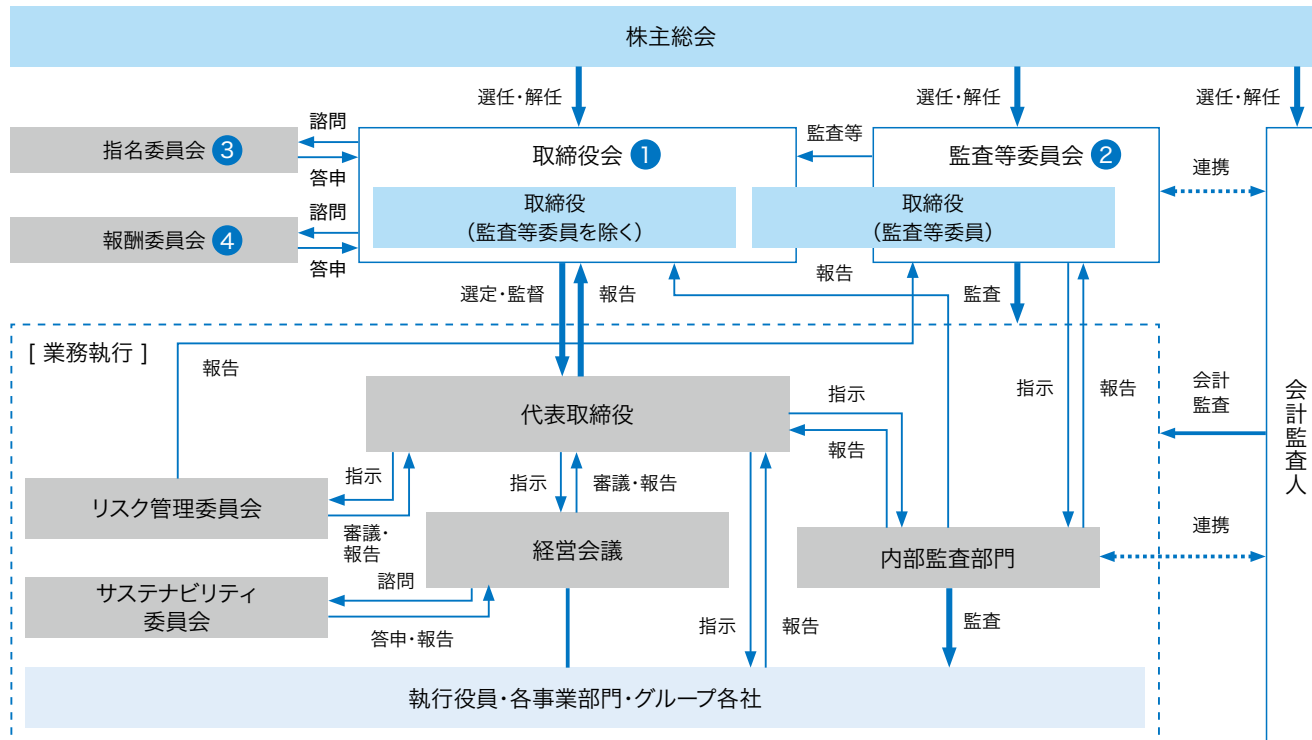 株主総会
選任・解任
選任・解任
選任・解任
諮問
指名委員会 3
答申
諮問
報酬委員会 4
答申
取締役会 1
監査等
監査等委員会 2
連携
取締役
（監査等委員を除く）
取締役
（監査等委員）
選定・監督
報告
報告
監査
[ 業務執行 ]
報告
代表取締役
指示
報告
指示
報告
会計
監査
会計監査人
指示
リスク管理委員会
審議・
報告
指示
審議・報告
経営会議
内部監査部門
連携
諮問
サステナビリティ
委員会
答申・報告
指示
報告
監査
執行役員・各事業部門・グループ各社